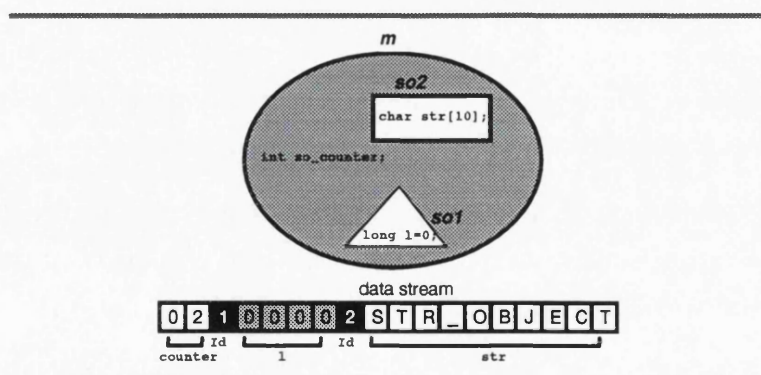 m
so2
char str[10];
int so_counter;
so1
long l=0;
data stream
0 2 1 0 0 0 0 2 S T R _ O B J E C T
Id Id
counter l str